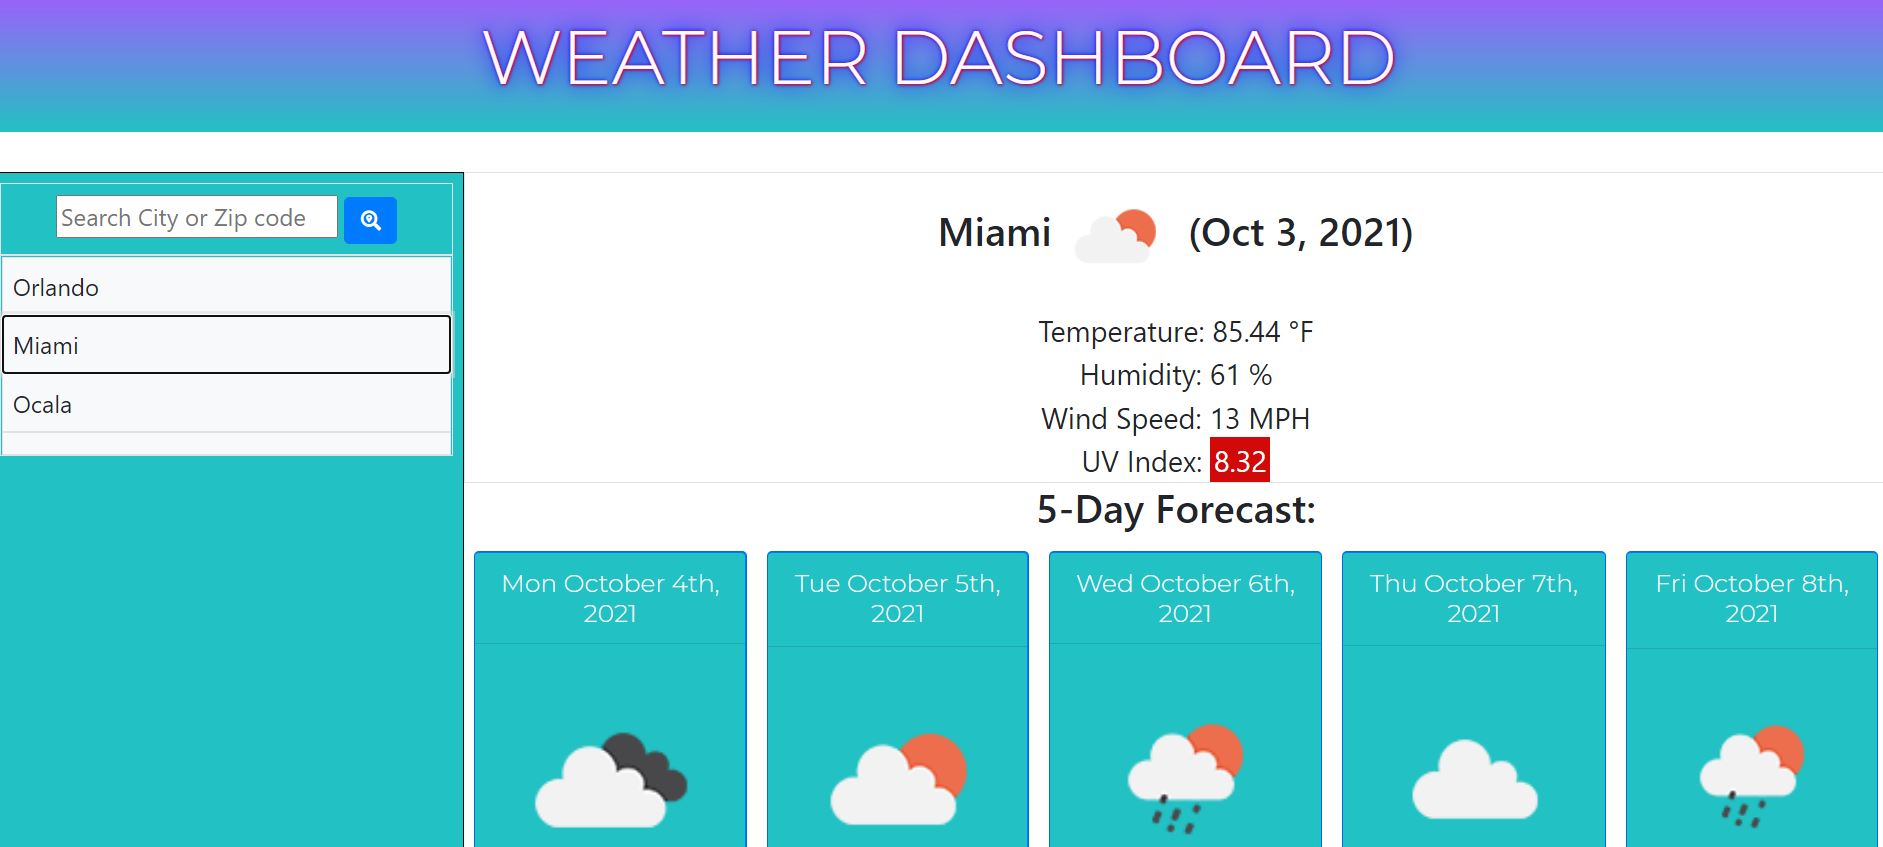 WEATHER DASHBOARD
Search City or Zip code
Orlando
Miami
Ocala
Miami (Oct 3, 2021)
Temperature: 85.44 °F
Humidity: 61 %
Wind Speed: 13 MPH
UV Index: 8.32
5-Day Forecast:
Mon October 4th,
2021
Tue October 5th,
2021
Wed October 6th,
2021
Thu October 7th,
2021
Fri October 8th,
2021